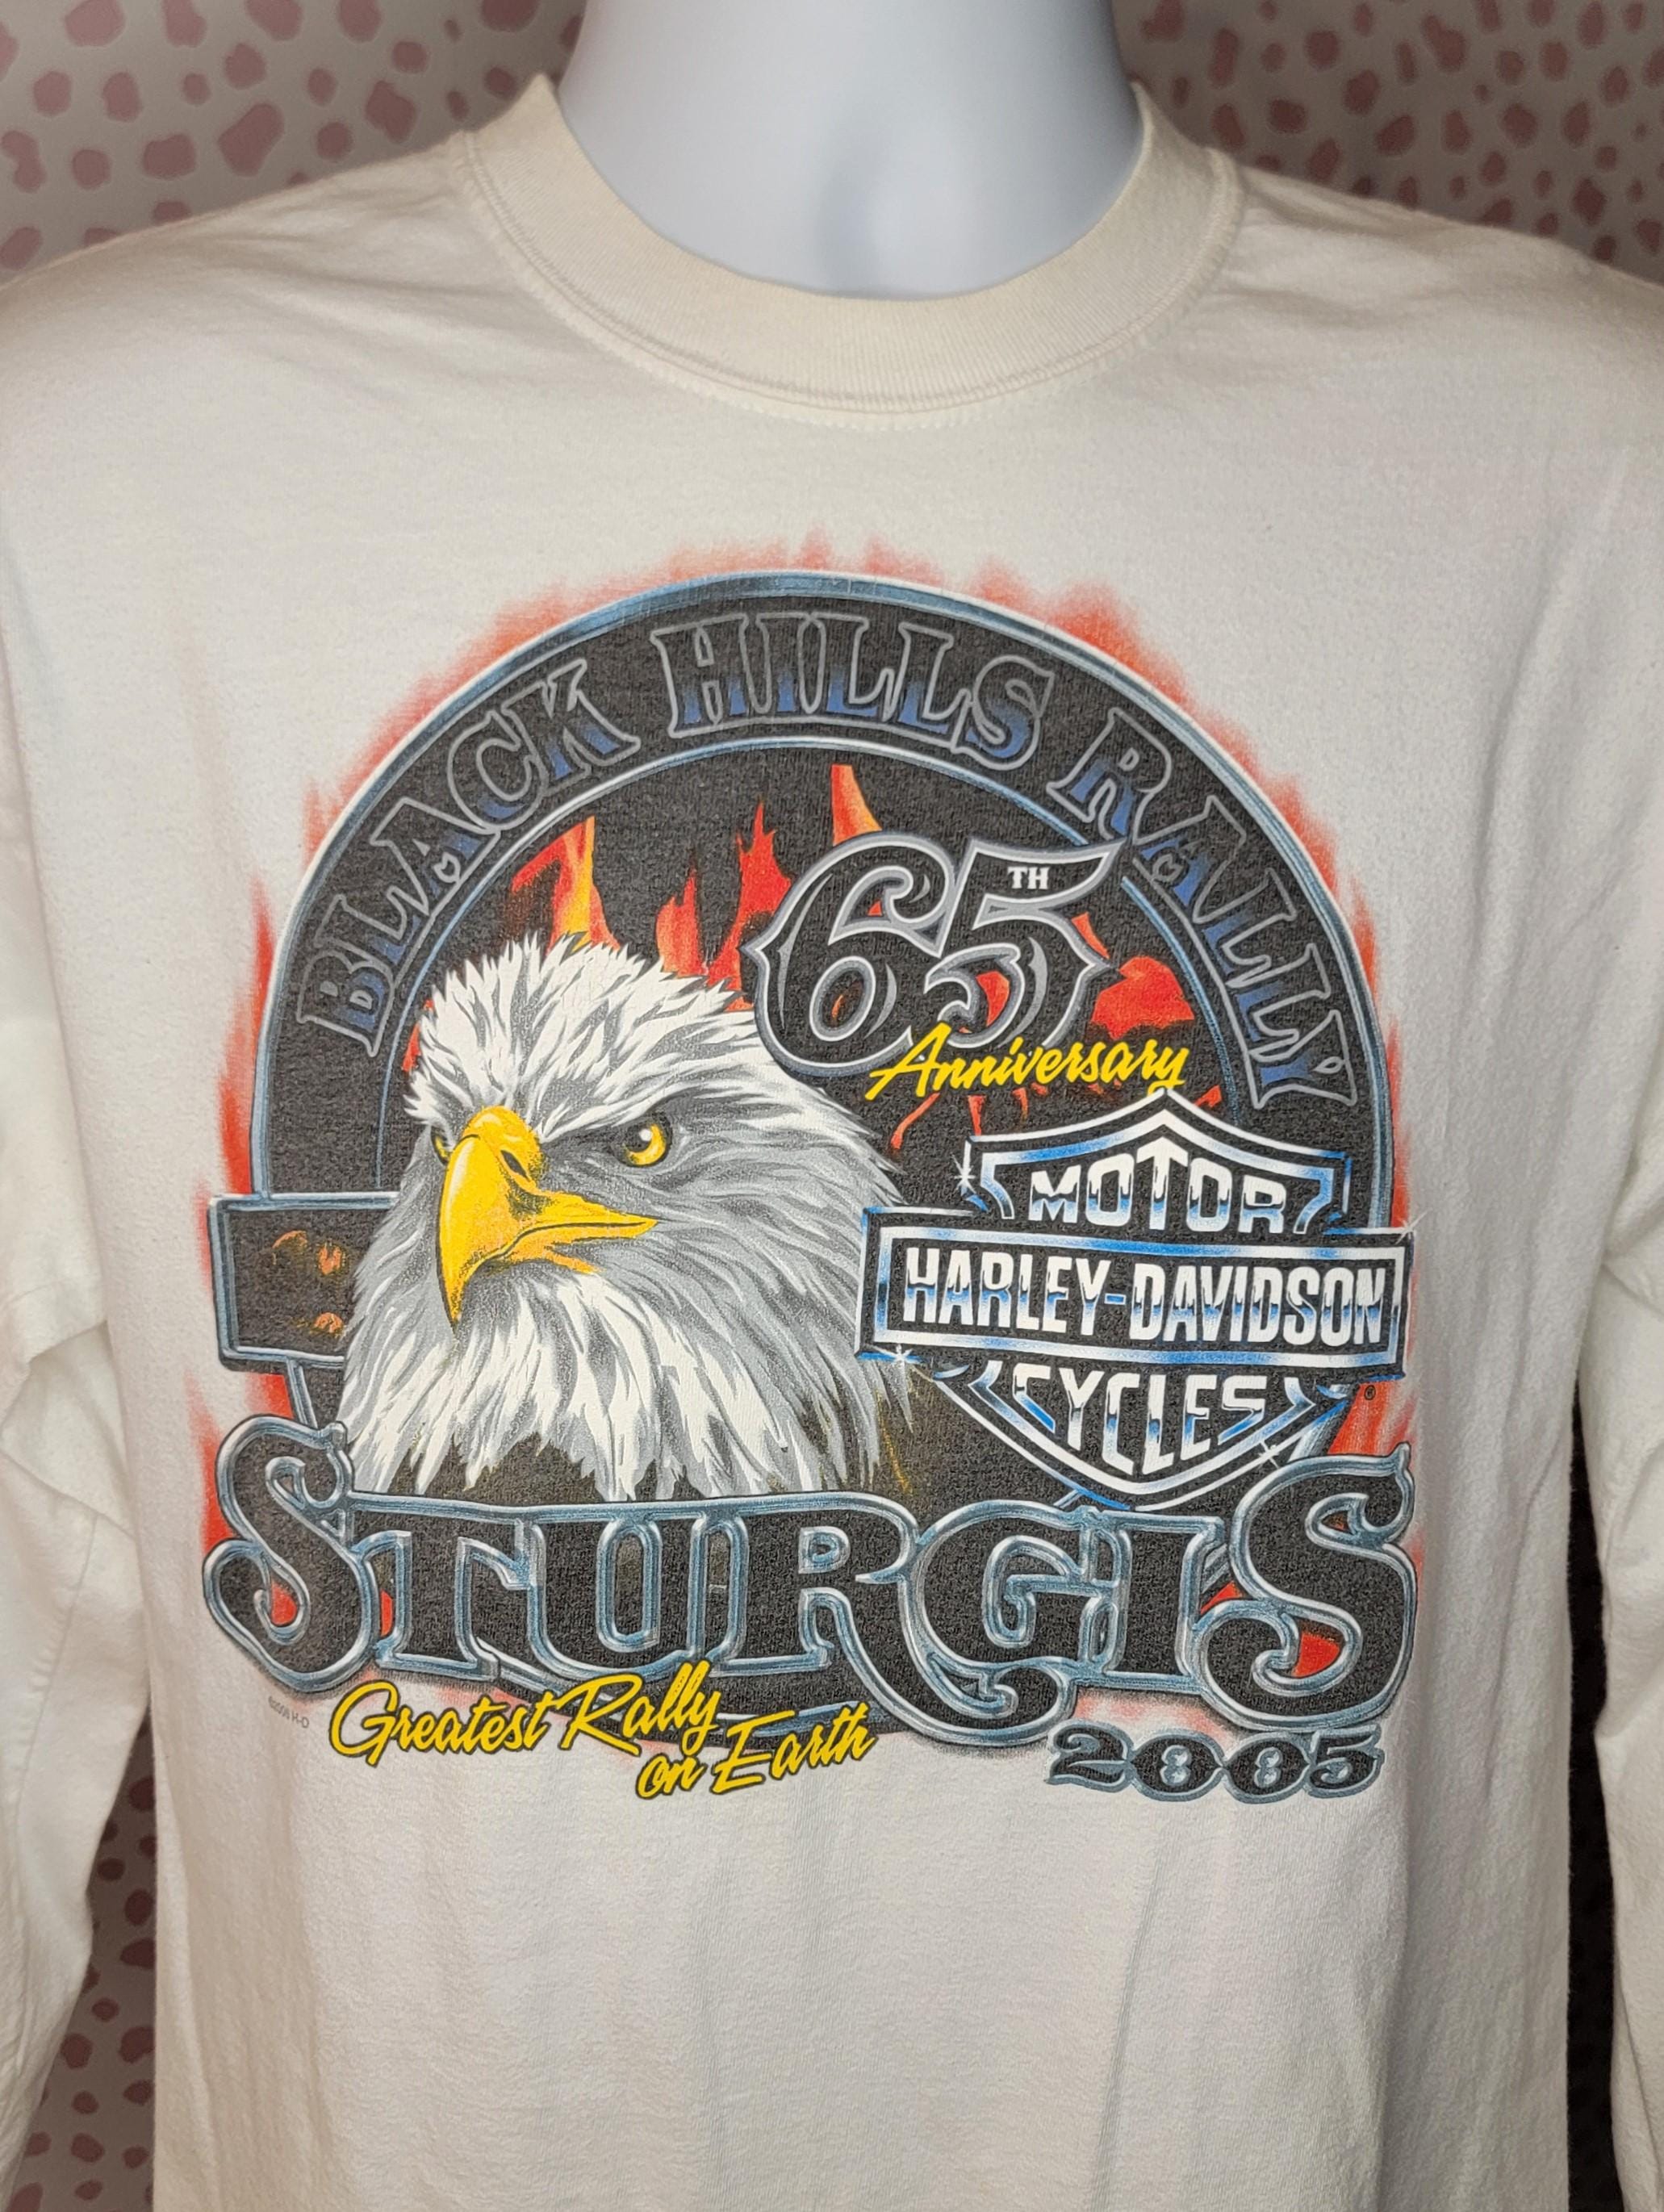 BLACK HILLS RALLY
65TH
Anniversary
MOTOR
HARLEY-DAVIDSON
CYCLES
®
STURGIS
Greatest Rally
on Earth
2005